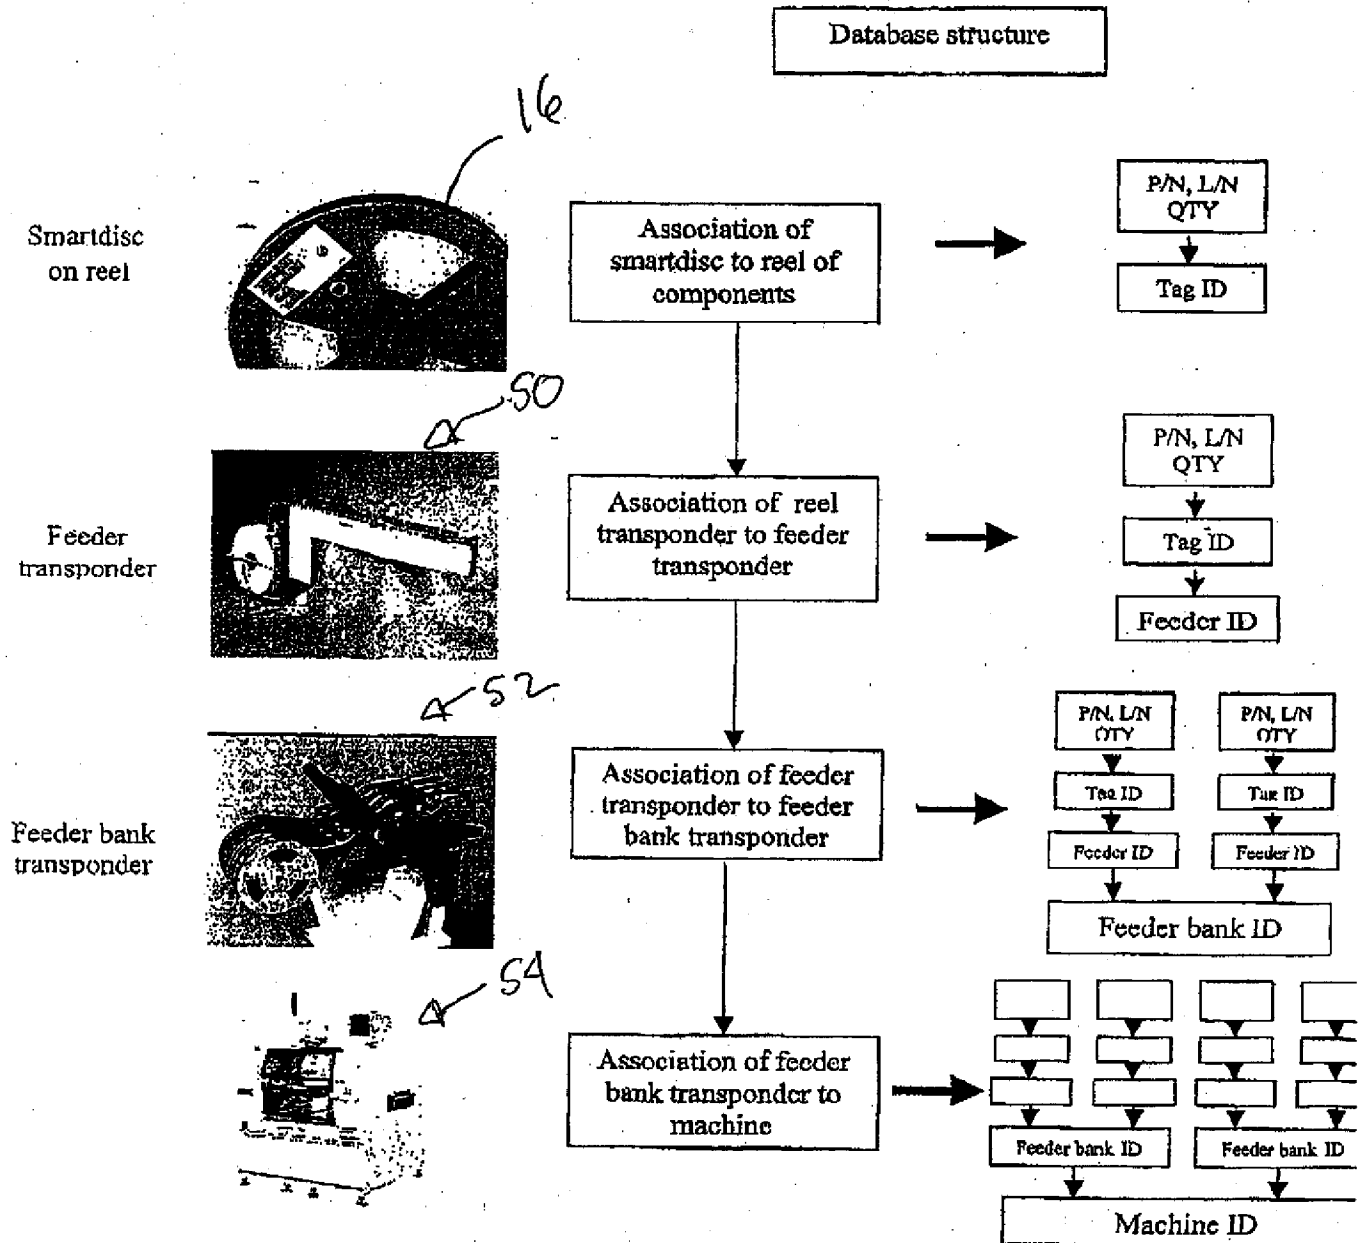 Database structure
16
Smartdisc
on reel
Association of
smartdisc to reel of
components
P/N, L/N
QTY
Tag ID
50
Feeder
transponder
Association of reel
transponder to feeder
transponder
P/N, L/N
QTY
Tag ID
Feeder ID
52
Feeder bank
transponder
Association of feeder
transponder to feeder
bank transponder
P/N, L/N
QTY
Tag ID
Feeder ID
P/N, L/N
QTY
Tag ID
Feeder ID
Feeder bank ID
54
Association of feeder
bank transponder to
machine
Feeder bank ID
Feeder bank ID
Machine ID